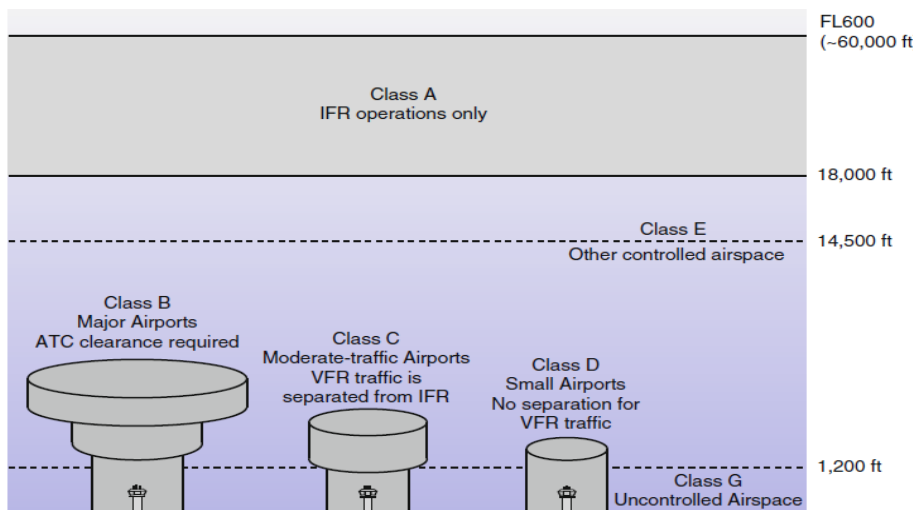 FL600
(~60,000 ft
Class A
IFR operations only
18,000 ft
Class E
14,500 ft
Other controlled airspace
Class B
Major Airports
ATC clearance required
Class C
Moderate-traffic Airports
VFR traffic is
separated from IFR
Class D
Small Airports
No separation for
VFR traffic
1,200 ft
Class G
Uncontrolled Airspace